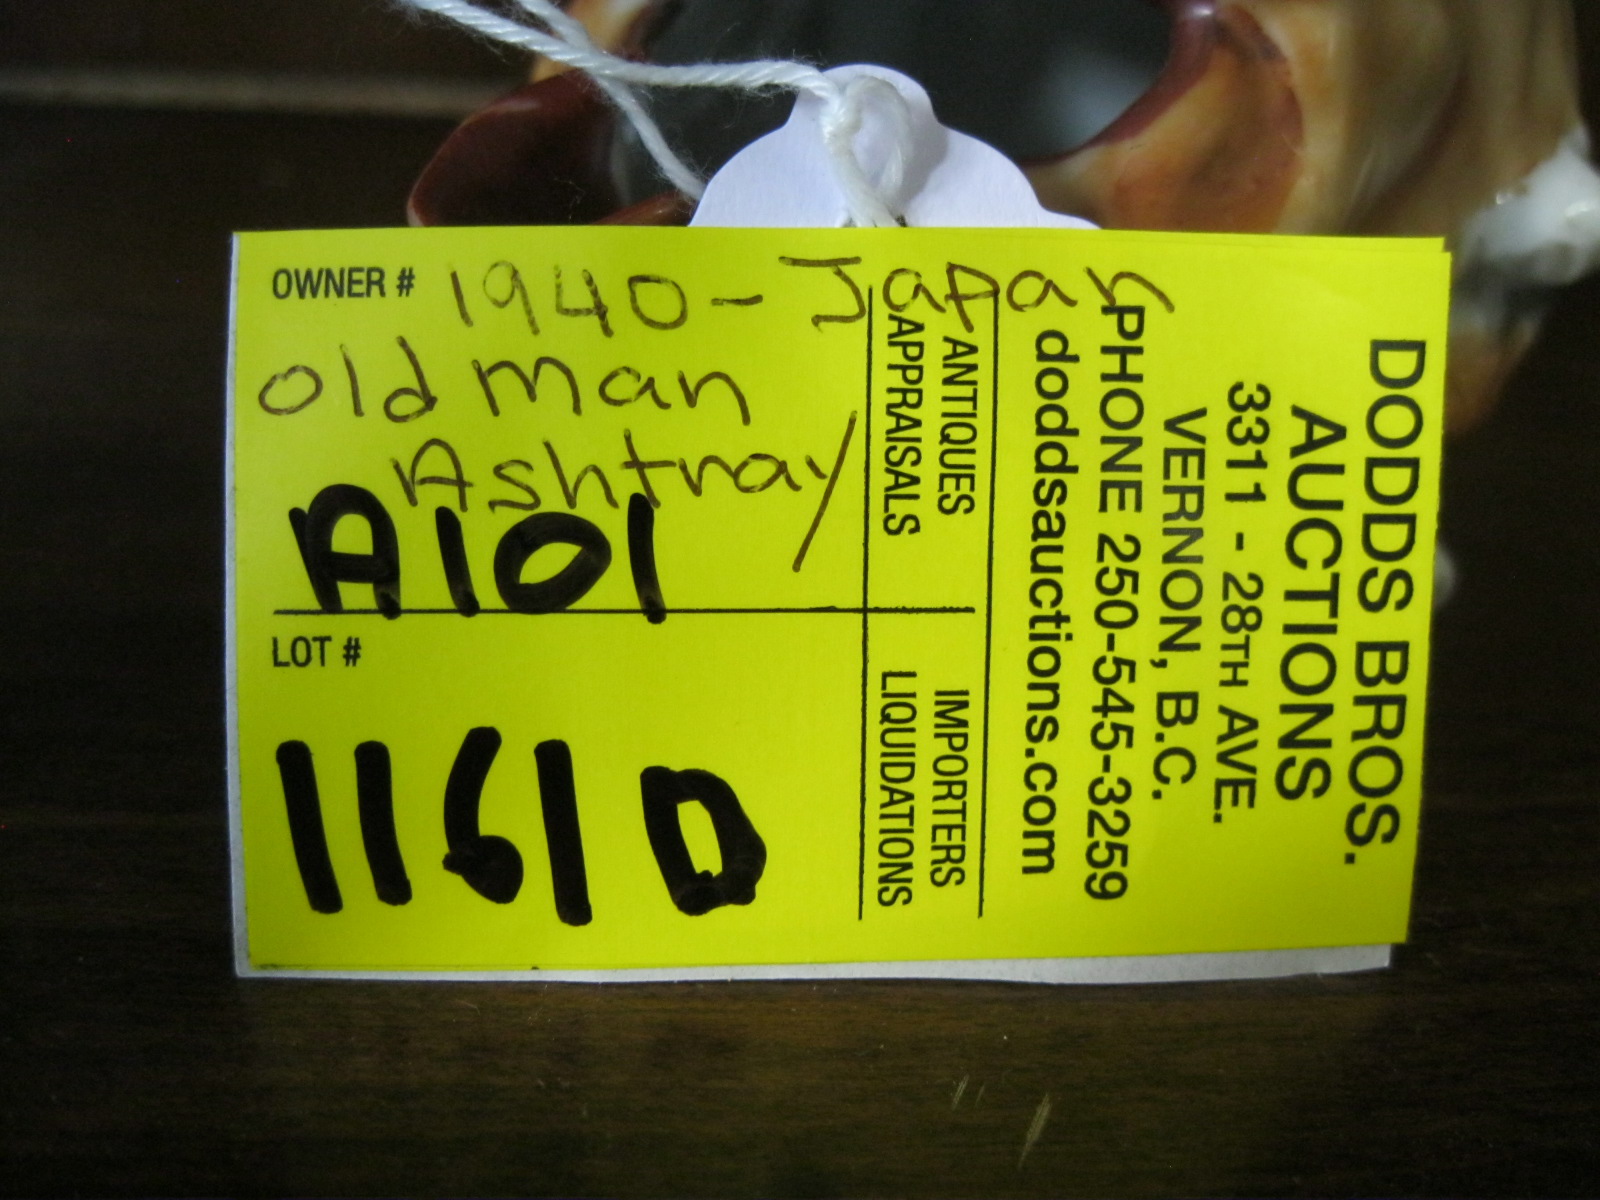 OWNER # 1940 - Japan
old man
Ashtray
A101
LOT #
11610
ANTIQUES
APPRAISALS
IMPORTERS
LIQUIDATIONS
DODDS BROS.
AUCTIONS
3311 - 28TH AVE.
VERNON, B.C.
PHONE 250-545-3259
doddsauctions.com